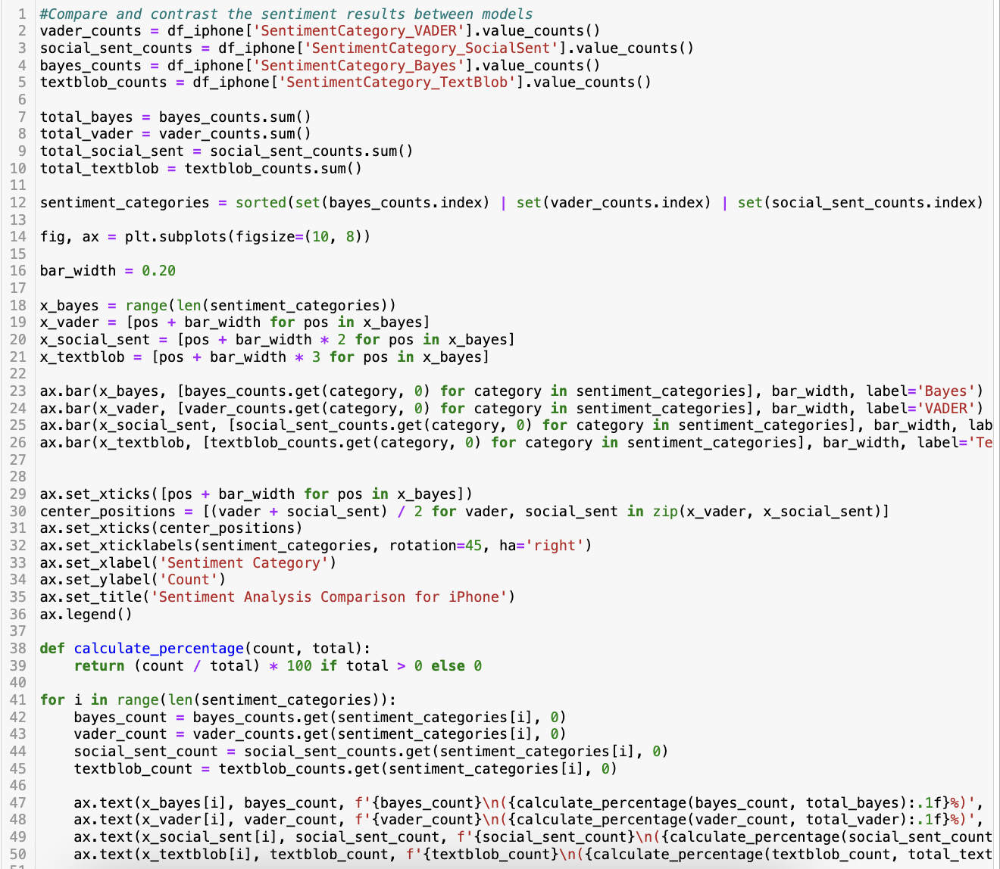 1 #Compare and contrast the sentiment results between models
2 vader_counts = df_iphone['SentimentCategory_VADER'].value_counts()
3 social_sent_counts = df_iphone['SentimentCategory_SocialSent'].value_counts()
4 bayes_counts = df_iphone['SentimentCategory_Bayes'].value_counts()
5 textblob_counts = df_iphone['SentimentCategory_TextBlob'].value_counts()
6
7 total_bayes = bayes_counts.sum()
8 total_vader = vader_counts.sum()
9 total_social_sent = social_sent_counts.sum()
10 total_textblob = textblob_counts.sum()
11
12 sentiment_categories = sorted(set(bayes_counts.index) | set(vader_counts.index) | set(social_sent_counts.index)
13
14 fig, ax = plt.subplots(figsize=(10, 8))
15
16 bar_width = 0.20
17
18 x_bayes = range(len(sentiment_categories))
19 x_vader = [pos + bar_width for pos in x_bayes]
20 x_social_sent = [pos + bar_width * 2 for pos in x_bayes]
21 x_textblob = [pos + bar_width * 3 for pos in x_bayes]
22
23 ax.bar(x_bayes, [bayes_counts.get(category, 0) for category in sentiment_categories], bar_width, label='Bayes')
24 ax.bar(x_vader, [vader_counts.get(category, 0) for category in sentiment_categories], bar_width, label='VADER')
25 ax.bar(x_social_sent, [social_sent_counts.get(category, 0) for category in sentiment_categories], bar_width, lab
26 ax.bar(x_textblob, [textblob_counts.get(category, 0) for category in sentiment_categories], bar_width, label='Te
27
28
29 ax.set_xticks([pos + bar_width for pos in x_bayes])
30 center_positions = [(vader + social_sent) / 2 for vader, social_sent in zip(x_vader, x_social_sent)]
31 ax.set_xticks(center_positions)
32 ax.set_xticklabels(sentiment_categories, rotation=45, ha='right')
33 ax.set_xlabel('Sentiment Category')
34 ax.set_ylabel('Count')
35 ax.set_title('Sentiment Analysis Comparison for iPhone')
36 ax.legend()
37
38 def calculate_percentage(count, total):
39     return (count / total) * 100 if total > 0 else 0
40
41 for i in range(len(sentiment_categories)):
42     bayes_count = bayes_counts.get(sentiment_categories[i], 0)
43     vader_count = vader_counts.get(sentiment_categories[i], 0)
44     social_sent_count = social_sent_counts.get(sentiment_categories[i], 0)
45     textblob_count = textblob_counts.get(sentiment_categories[i], 0)
46
47     ax.text(x_bayes[i], bayes_count, f'{bayes_count}\n({calculate_percentage(bayes_count, total_bayes):.1f}%)',
48     ax.text(x_vader[i], vader_count, f'{vader_count}\n({calculate_percentage(vader_count, total_vader):.1f}%)',
49     ax.text(x_social_sent[i], social_sent_count, f'{social_sent_count}\n({calculate_percentage(social_sent_count
50     ax.text(x_textblob[i], textblob_count, f'{textblob_count}\n({calculate_percentage(textblob_count, total_text